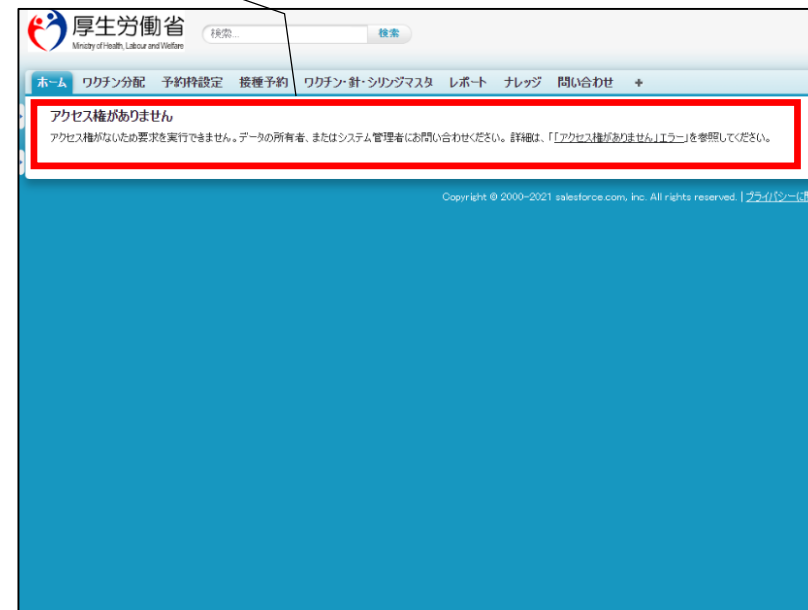 厚生労働省
Ministry of Health, Labour and Welfare
検索...
検索
ホーム ワクチン分配 予約枠設定 接種予約 ワクチン・針・シリンジマスタ レポート ナレッジ 問い合わせ +
アクセス権がありません
アクセス権がないため要求を実行できません。データの所有者、またはシステム管理者にお問い合わせください。詳細は、「「アクセス権がありません」エラー」を参照してください。
Copyright © 2000-2021 salesforce.com, inc. All rights reserved. | プライバシーに